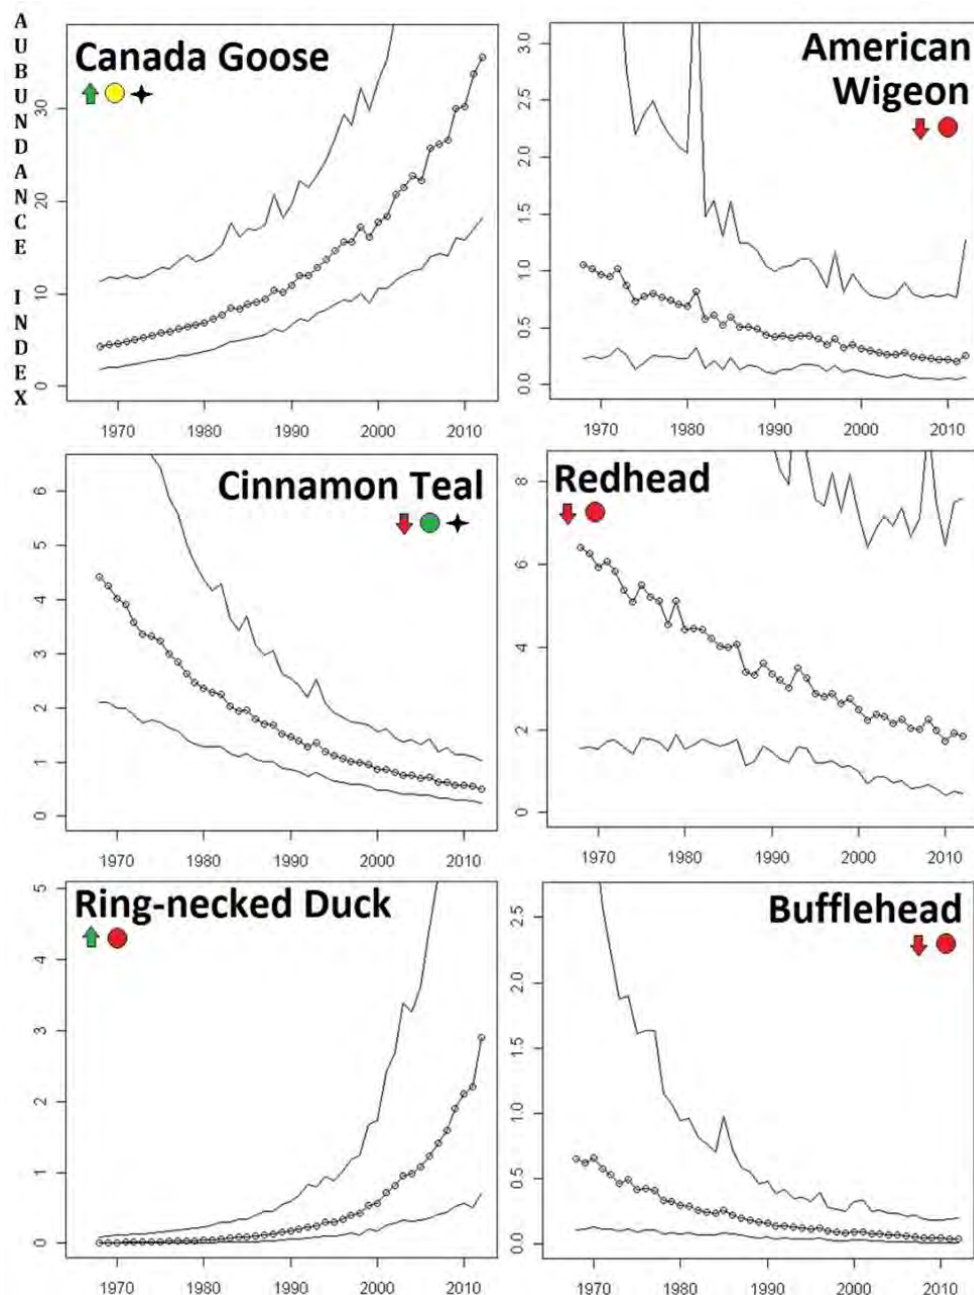 AUBUNDANCE INDEX
Canada Goose
0 10 20 30
1970 1980 1990 2000 2010
American
Wigeon
0.0 0.5 1.0 1.5 2.0 2.5 3.0
1970 1980 1990 2000 2010
Cinnamon Teal
0 1 2 3 4 5 6
1970 1980 1990 2000 2010
Redhead
0 2 4 6 8
1970 1980 1990 2000 2010
Ring-necked Duck
0 1 2 3 4 5
1970 1980 1990 2000 2010
Bufflehead
0.0 0.5 1.0 1.5 2.0 2.5
1970 1980 1990 2000 2010